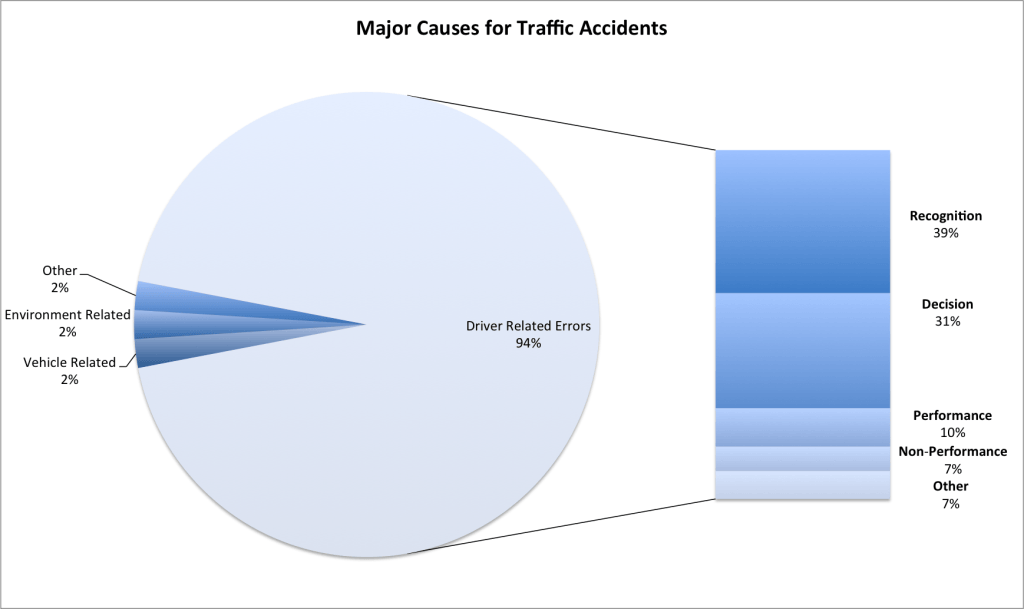 Major Causes for Traffic Accidents
Other
2%
Environment Related
2%
Vehicle Related
2%
Driver Related Errors
94%
Recognition
39%
Decision
31%
Performance
10%
Non-Performance
7%
Other
7%